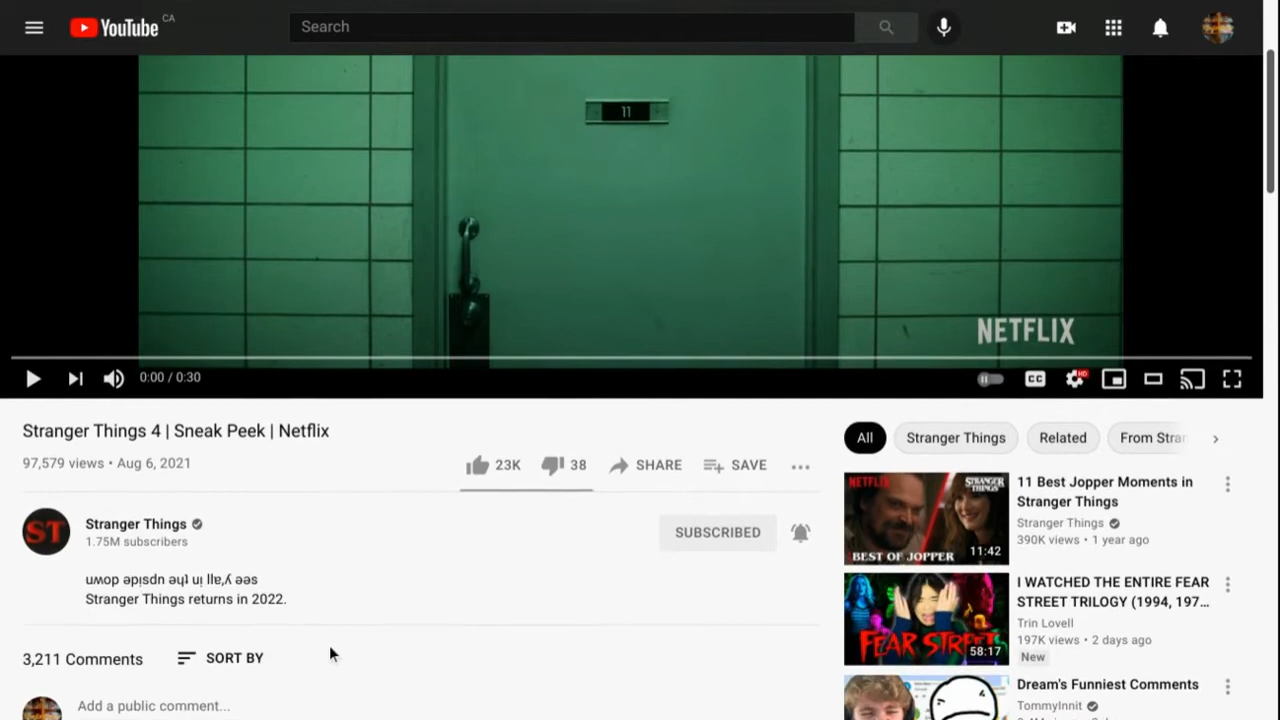 YouTube CA
Search
11
NETFLIX
0:00 / 0:30
CC
HD
Stranger Things 4 | Sneak Peek | Netflix
97,579 views • Aug 6, 2021
23K
38
SHARE
SAVE
ST
Stranger Things
1.75M subscribers
SUBSCRIBED
uʍop ǝpısdn ǝɥʇ uı llɐ,ʎ ǝǝs
Stranger Things returns in 2022.
3,211 Comments
SORT BY
Add a public comment...
All
Stranger Things
Related
From Stran
NETFLIX
STRANGER THINGS
BEST OF JOPPER
11:42
11 Best Jopper Moments in
Stranger Things
Stranger Things
390K views • 1 year ago
FEAR STREET
58:17
I WATCHED THE ENTIRE FEAR
STREET TRILOGY (1994, 197...
Trin Lovell
197K views • 2 days ago
New
Dream's Funniest Comments
TommyInnit